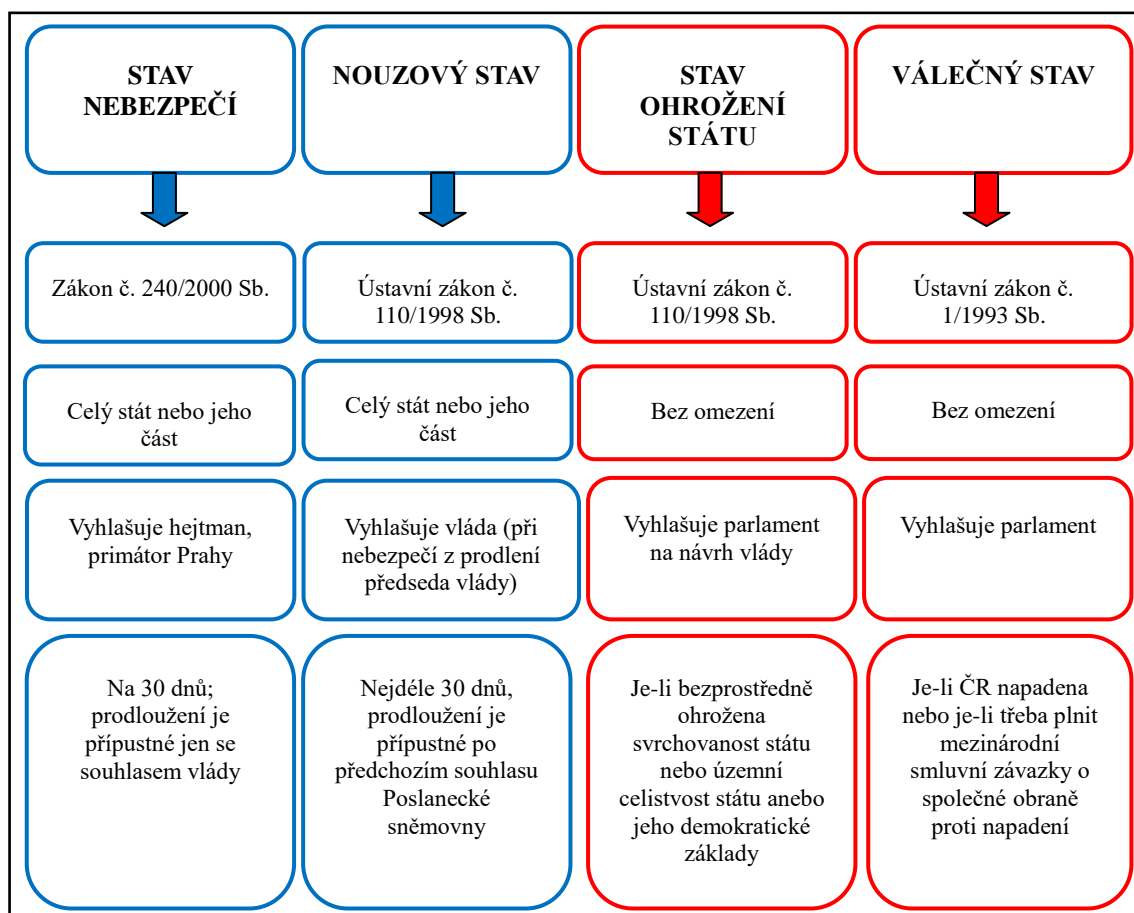 STAV
NEBEZPEČÍ
NOUZOVÝ STAV
STAV
OHROŽENÍ
STÁTU
VÁLEČNÝ STAV
Zákon č. 240/2000 Sb.
Ústavní zákon č.
110/1998 Sb.
Ústavní zákon č.
110/1998 Sb.
Ústavní zákon č.
1/1993 Sb.
Celý stát nebo jeho
část
Celý stát nebo jeho
část
Bez omezení
Bez omezení
Vyhlašuje hejtman,
primátor Prahy
Vyhlašuje vláda (při
nebezpečí z prodlení
předseda vlády)
Vyhlašuje parlament
na návrh vlády
Vyhlašuje parlament
Na 30 dnů;
prodloužení je
přípustné jen se
souhlasem vlády
Nejdéle 30 dnů,
prodloužení je
přípustné po
předchozím souhlasu
Poslanecké
sněmovny
Je-li bezprostředně
ohrožena
svrchovanost státu
nebo územní
celistvost státu anebo
jeho demokratické
základy
Je-li ČR napadena
nebo je-li třeba plnit
mezinárodní
smluvní závazky o
společné obraně
proti napadení